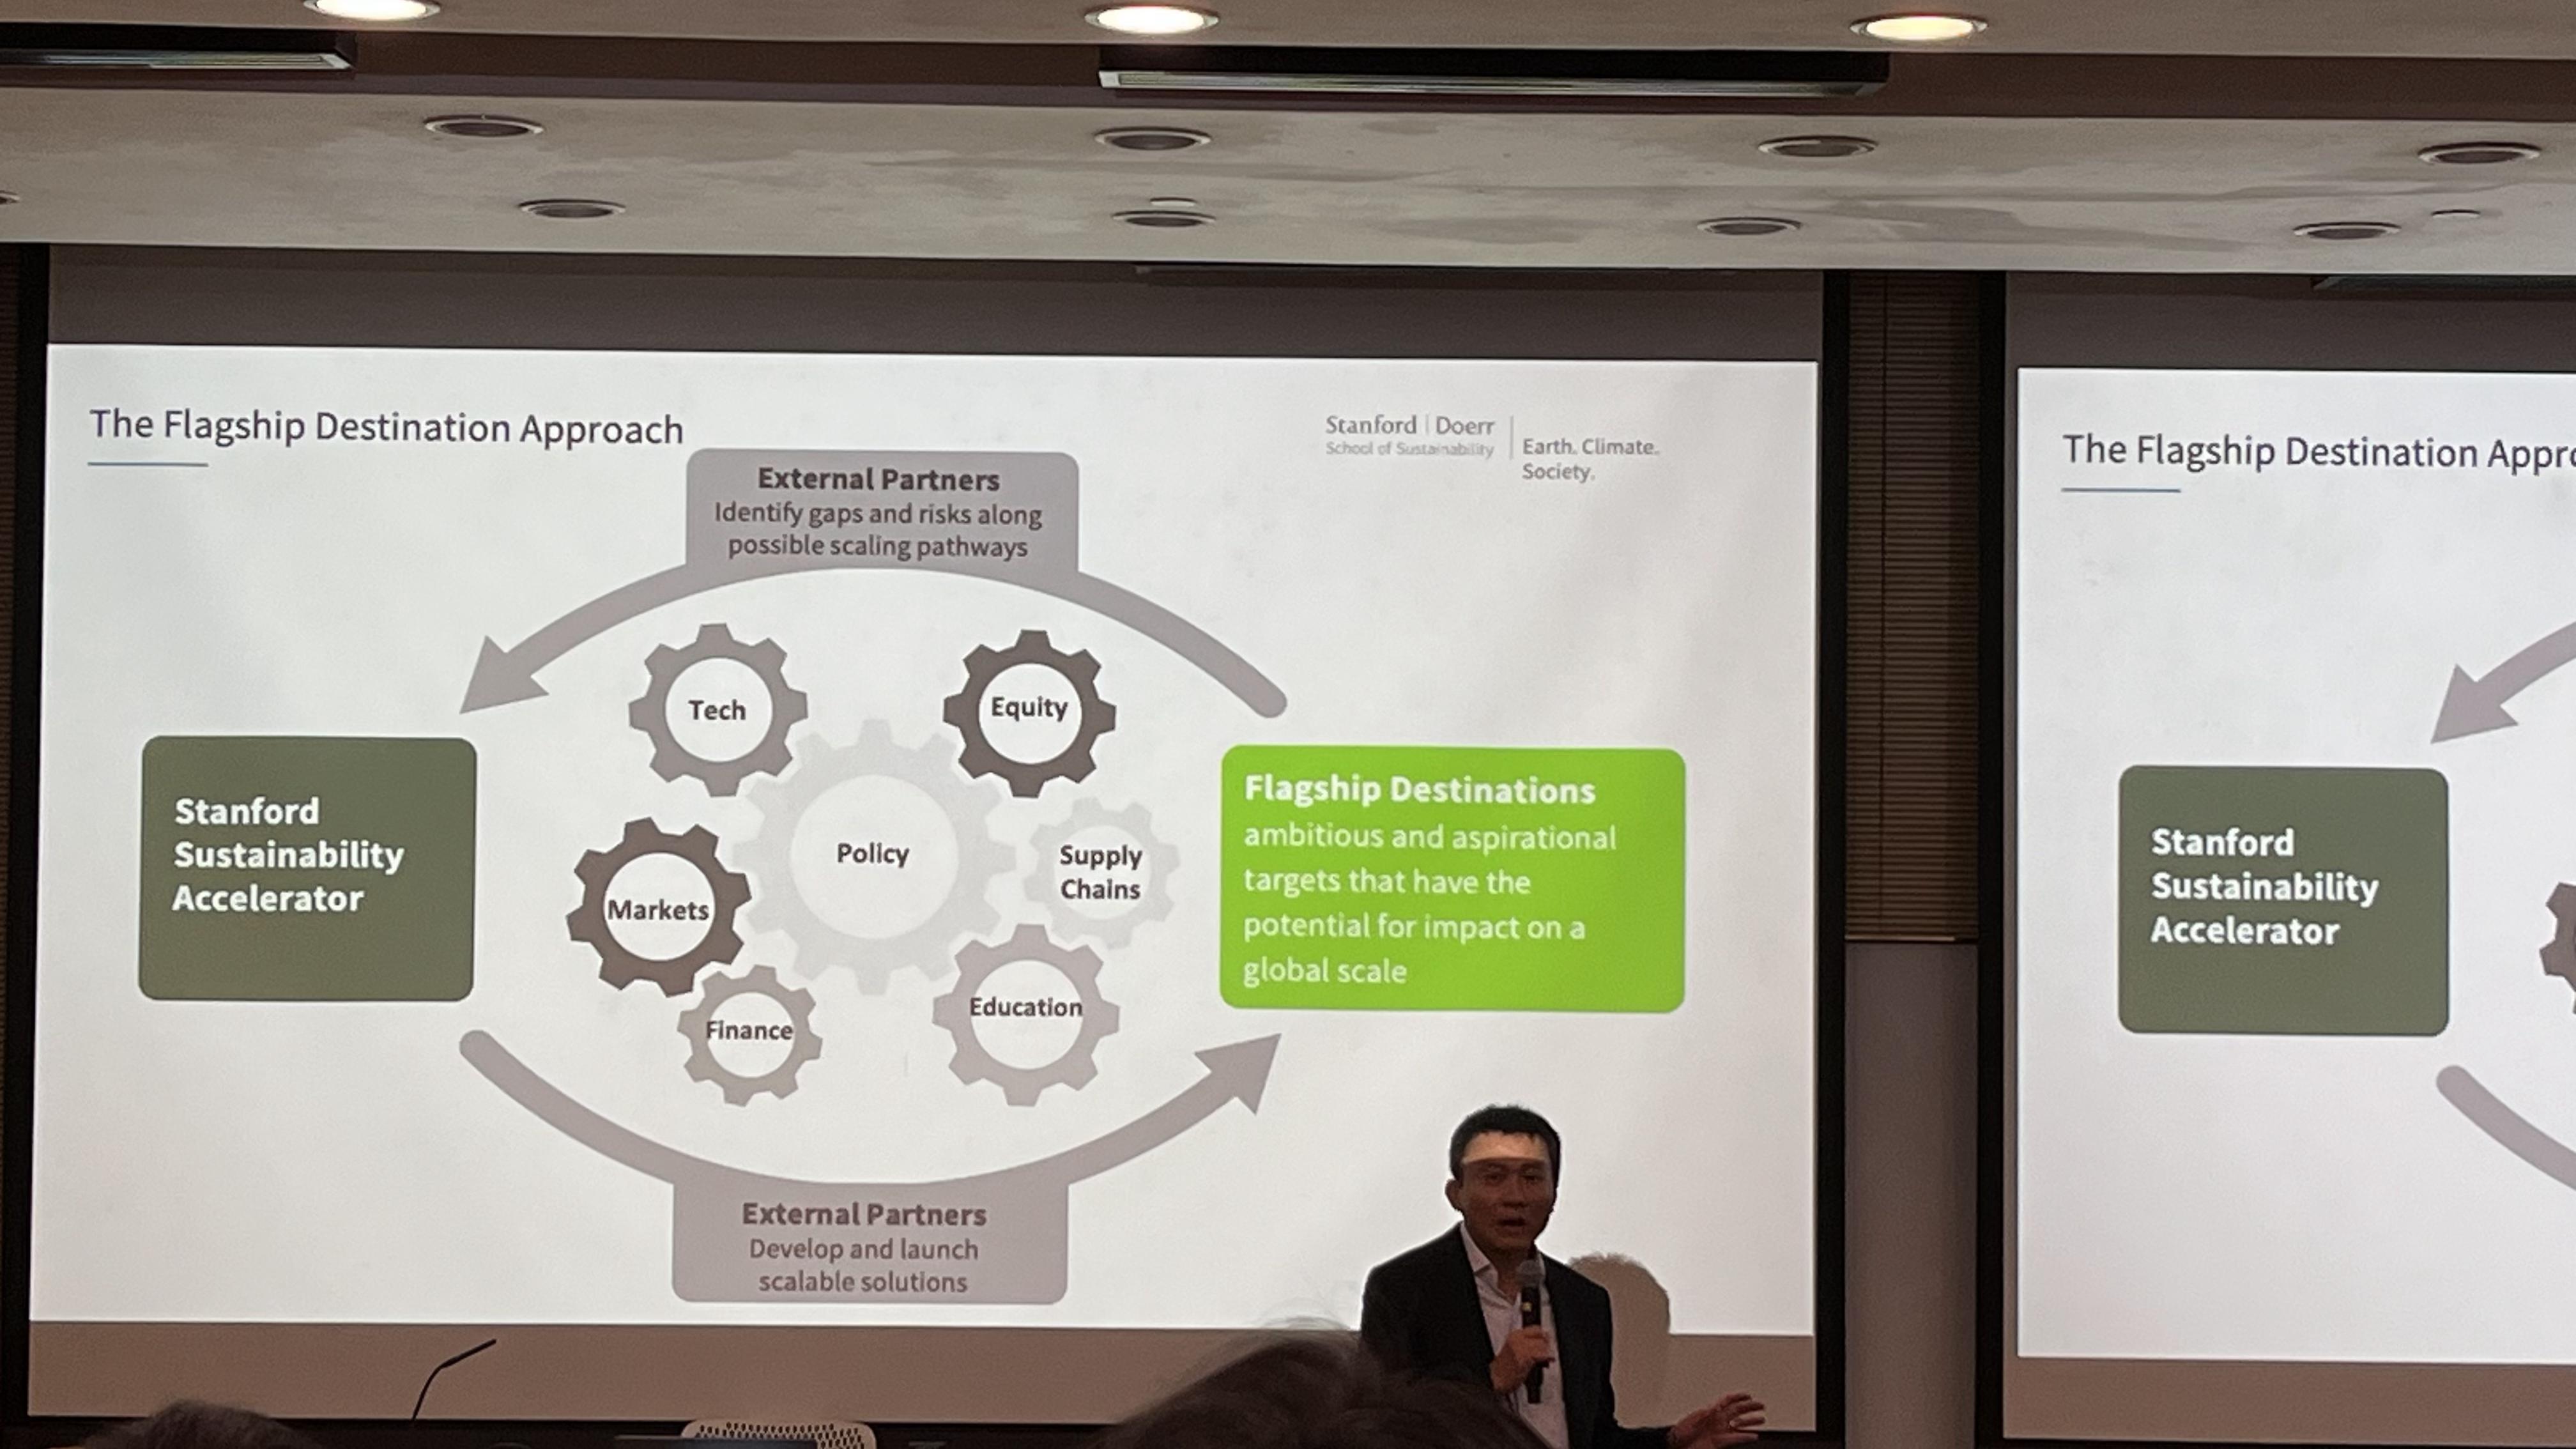 The Flagship Destination Approach
Stanford | Doerr
School of Sustainability
Earth. Climate.
Society.
External Partners
Identify gaps and risks along
possible scaling pathways
Tech
Equity
Policy
Supply
Chains
Markets
Finance
Education
Stanford
Sustainability
Accelerator
Flagship Destinations
ambitious and aspirational
targets that have the
potential for impact on a
global scale
External Partners
Develop and launch
scalable solutions
The Flagship Destination Appro
Stanford
Sustainability
Accelerator